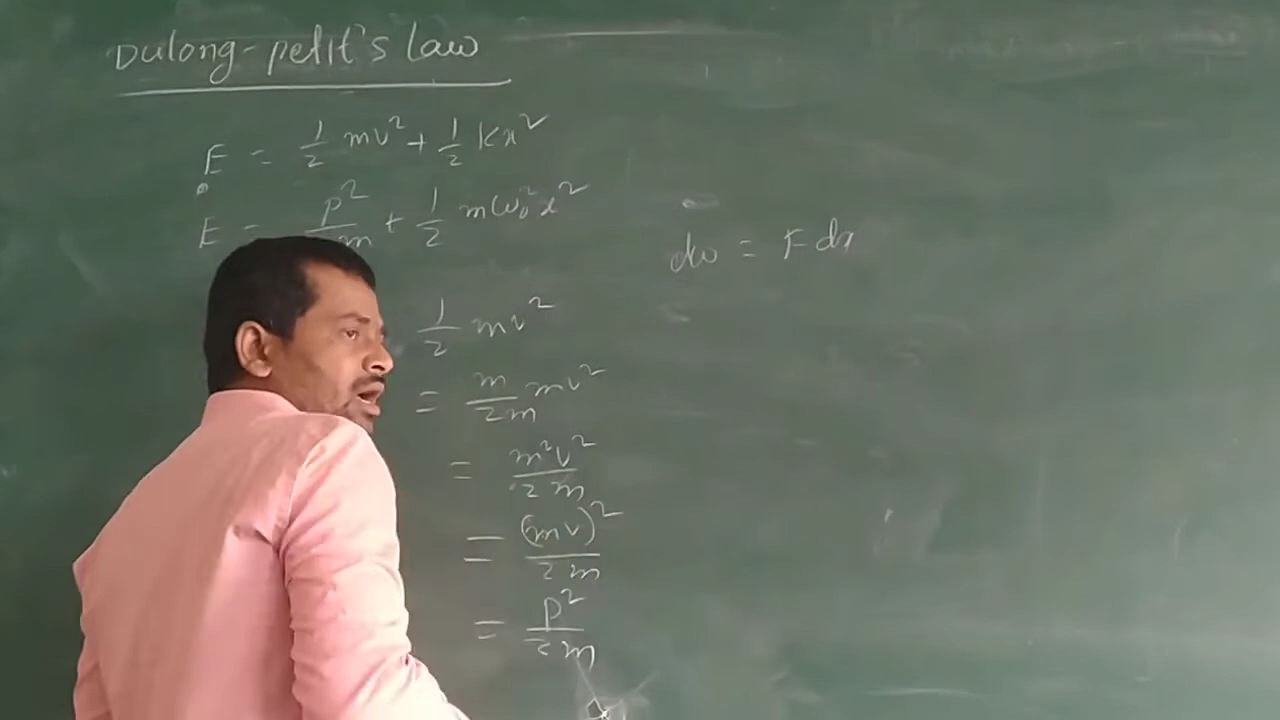 Dulong-petit's law
E = 1/2 mv² + 1/2 kx²
E = p²/2m + 1/2 mω₀²x²
1/2 mv²
= m/2m mv²
= m²v²/2m
= (mv)²/2m
= p²/2m
dw = F dx